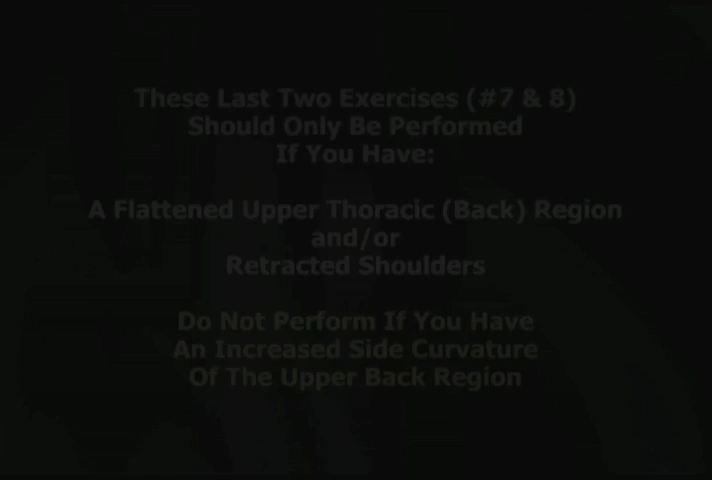 These Last Two Exercises (#7 & 8)
Should Only Be Performed
If You Have:
A Flattened Upper Thoracic (Back) Region
and/or
Retracted Shoulders
Do Not Perform If You Have
An Increased Side Curvature
Of The Upper Back Region